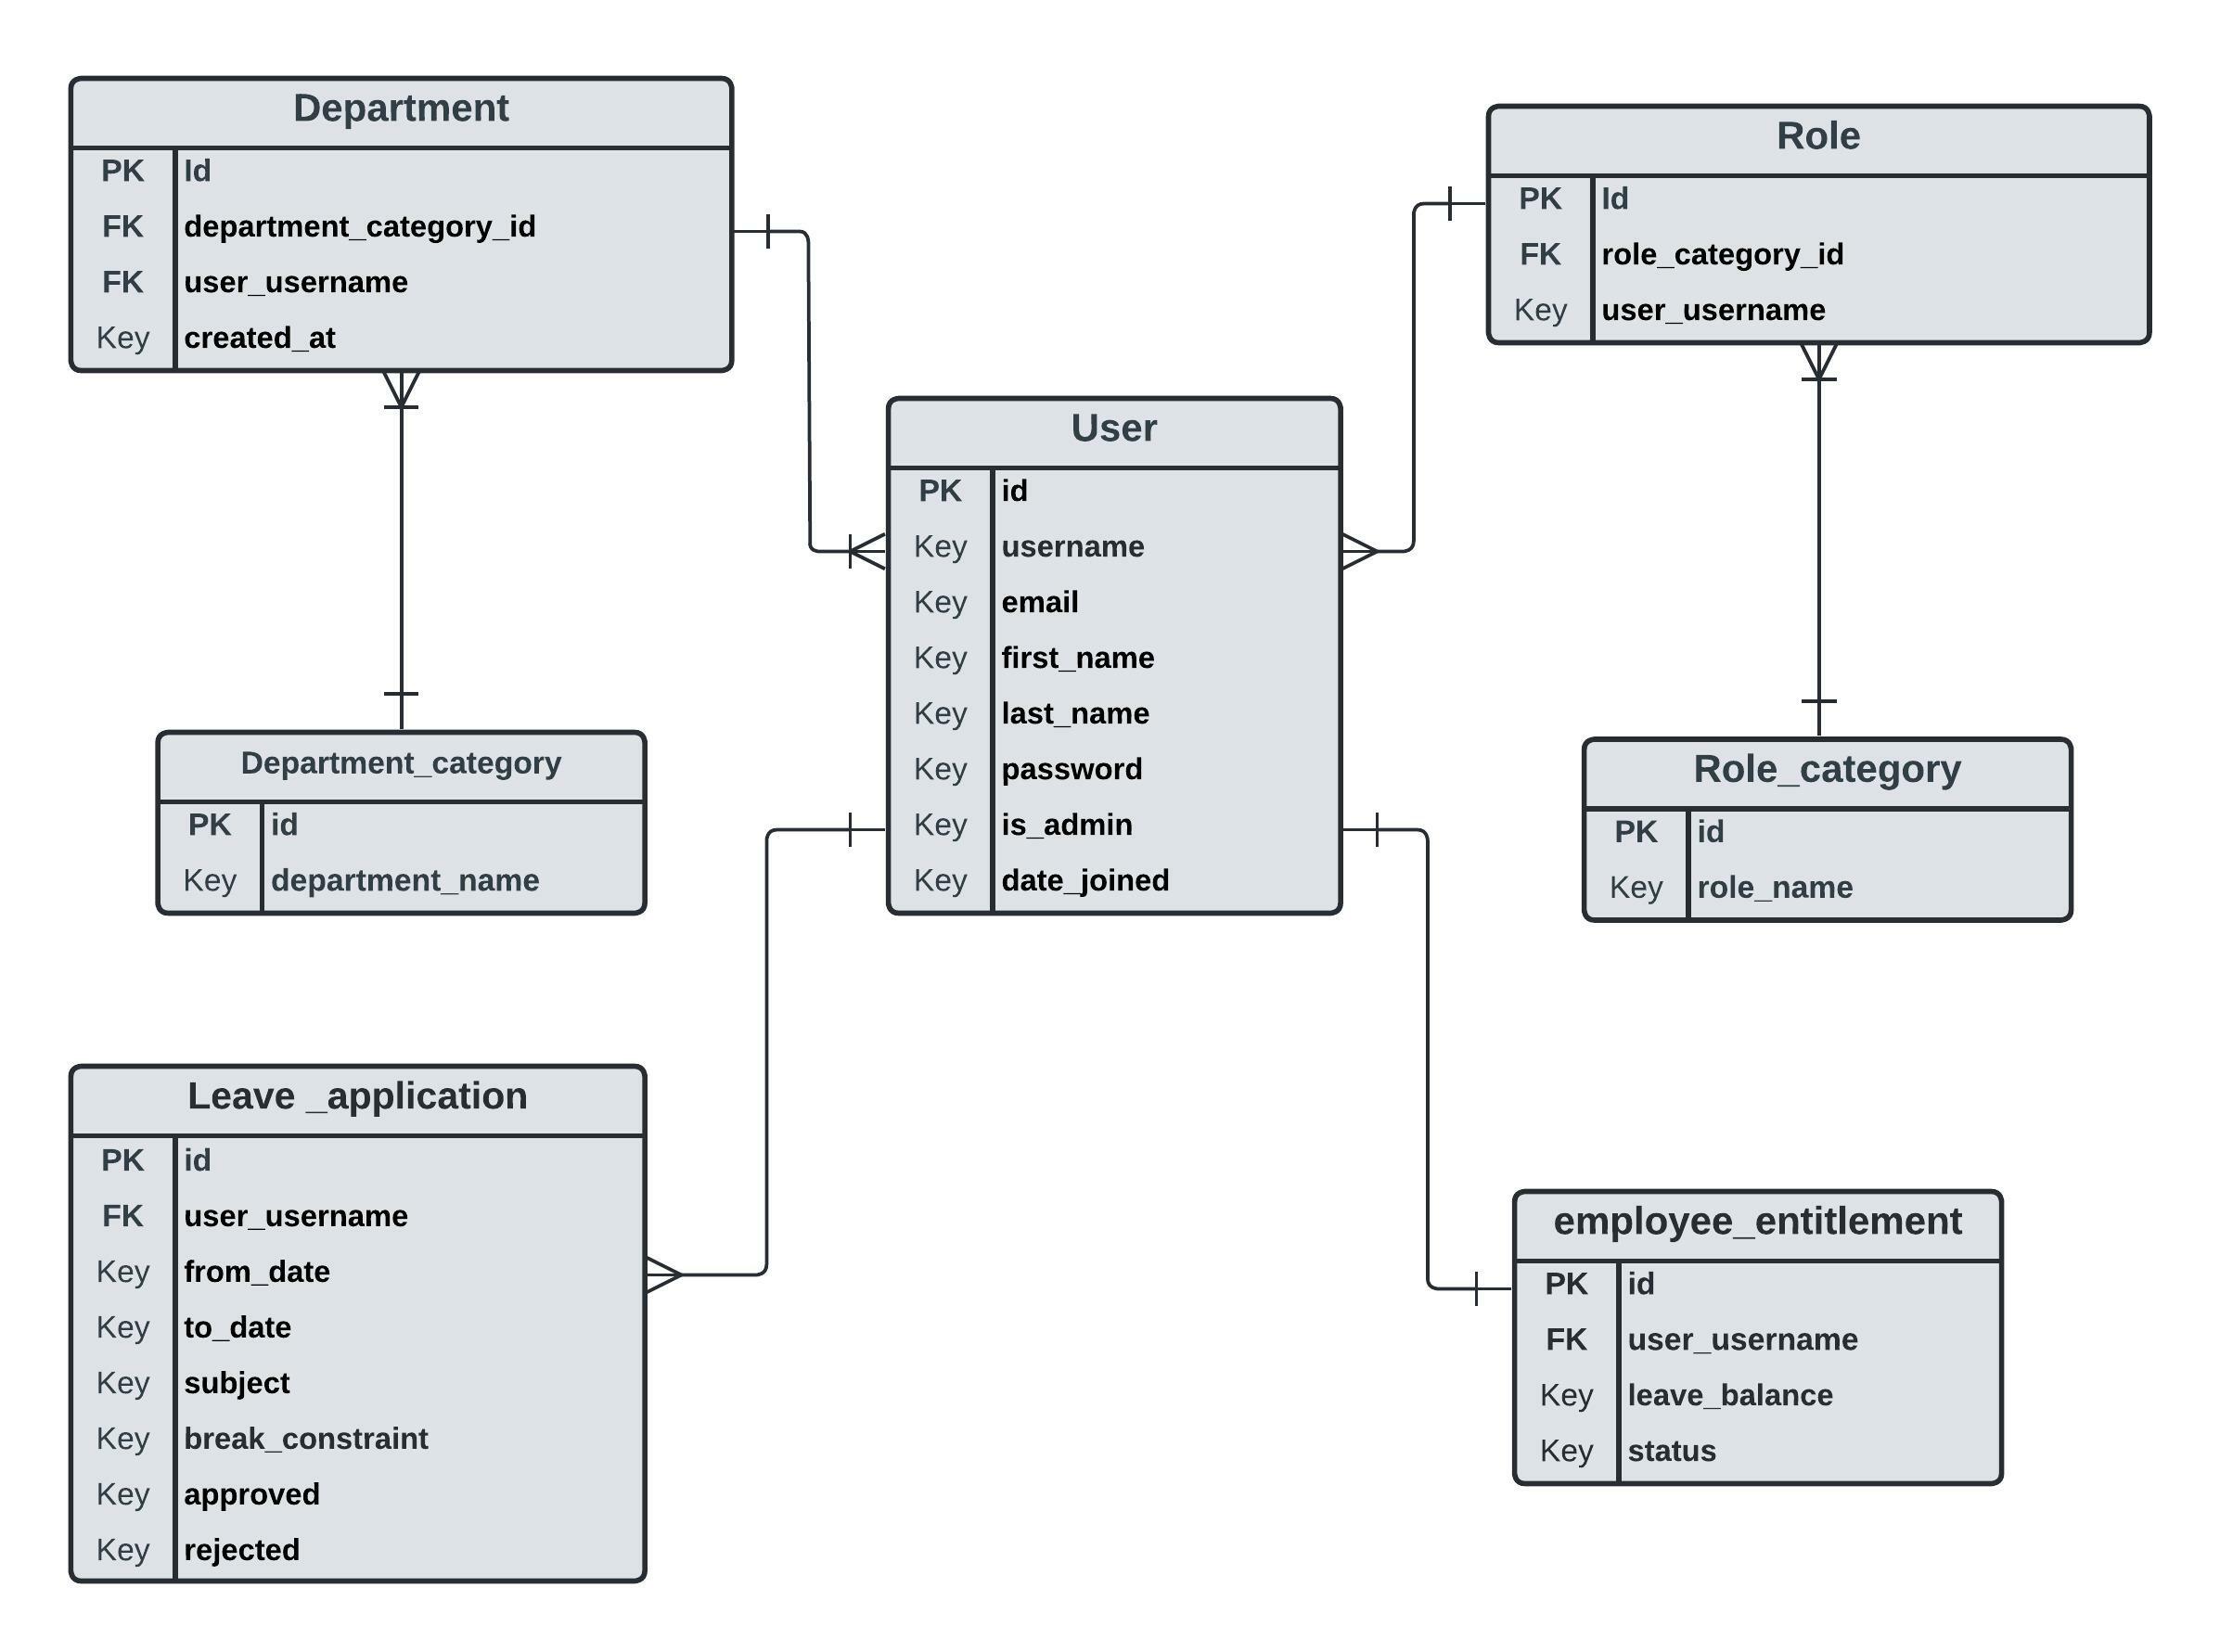 Department
PK Id
FK department_category_id
FK user_username
Key created_at
Role
PK Id
FK role_category_id
Key user_username
User
PK id
Key username
Key email
Key first_name
Key last_name
Key password
Key is_admin
Key date_joined
Department_category
PK id
Key department_name
Role_category
PK id
Key role_name
Leave _application
PK id
FK user_username
Key from_date
Key to_date
Key subject
Key break_constraint
Key approved
Key rejected
employee_entitlement
PK id
FK user_username
Key leave_balance
Key status